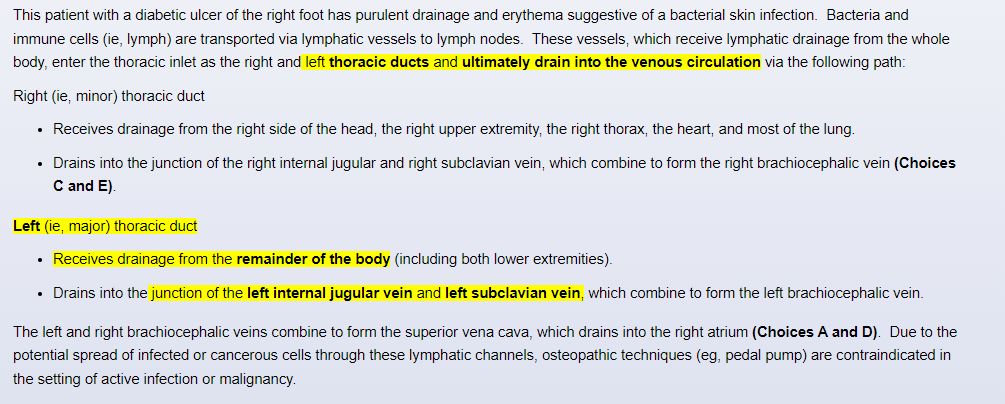 This patient with a diabetic ulcer of the right foot has purulent drainage and erythema suggestive of a bacterial skin infection.  Bacteria and
immune cells (ie, lymph) are transported via lymphatic vessels to lymph nodes.  These vessels, which receive lymphatic drainage from the whole
body, enter the thoracic inlet as the right and left thoracic ducts and ultimately drain into the venous circulation via the following path:
Right (ie, minor) thoracic duct
• Receives drainage from the right side of the head, the right upper extremity, the right thorax, the heart, and most of the lung.
• Drains into the junction of the right internal jugular and right subclavian vein, which combine to form the right brachiocephalic vein (Choices
C and E).
Left (ie, major) thoracic duct
• Receives drainage from the remainder of the body (including both lower extremities).
• Drains into the junction of the left internal jugular vein and left subclavian vein, which combine to form the left brachiocephalic vein.
The left and right brachiocephalic veins combine to form the superior vena cava, which drains into the right atrium (Choices A and D).  Due to the
potential spread of infected or cancerous cells through these lymphatic channels, osteopathic techniques (eg, pedal pump) are contraindicated in
the setting of active infection or malignancy.